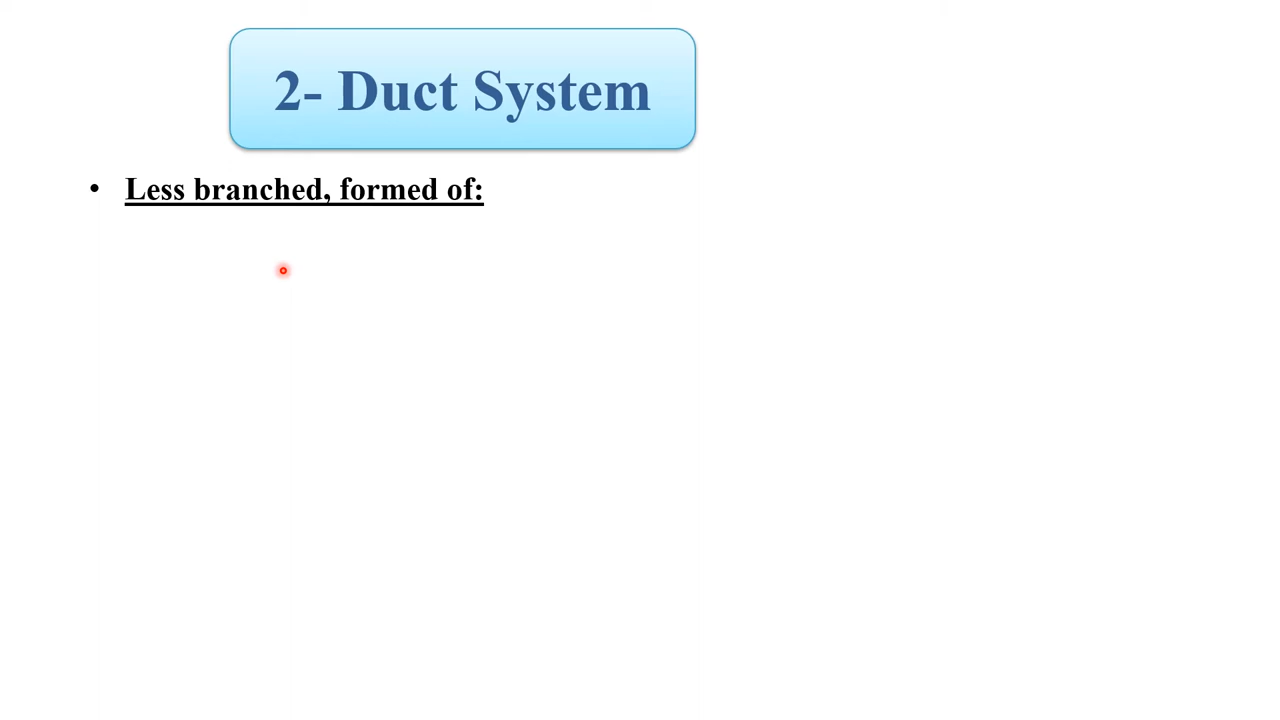 2- Duct System
• Less branched, formed of: